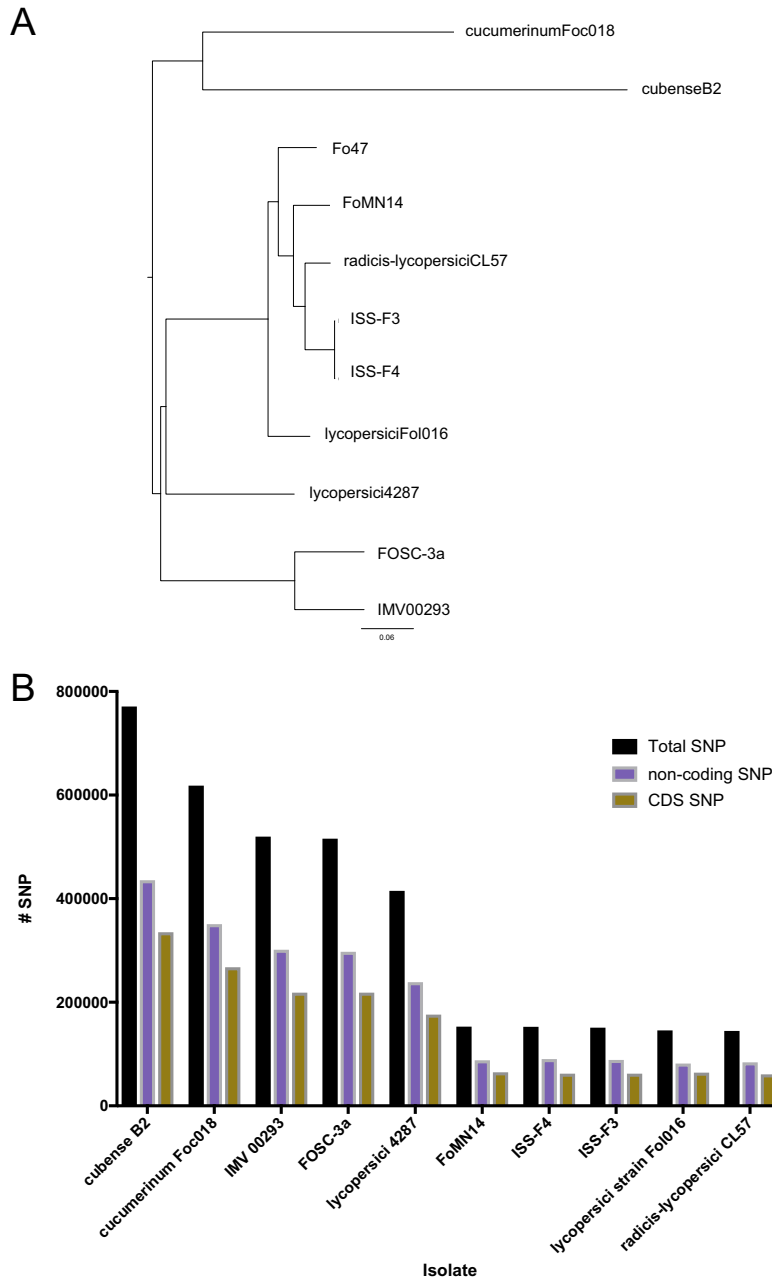 A
cucumerinumFoc018
cubenseB2
Fo47
FoMN14
radicis-lycopersiciCL57
ISS-F3
ISS-F4
lycopersiciFol016
lycopersici4287
FOSC-3a
IMV00293
0.06
B
800000
600000
400000
200000
0
# SNP
Total SNP
non-coding SNP
CDS SNP
cubense B2
cucumerinum Foc018
IMV 00293
FOSC-3a
lycopersici 4287
FoMN14
ISS-F4
ISS-F3
lycopersici strain Fol016
radicis-lycopersici CL57
Isolate